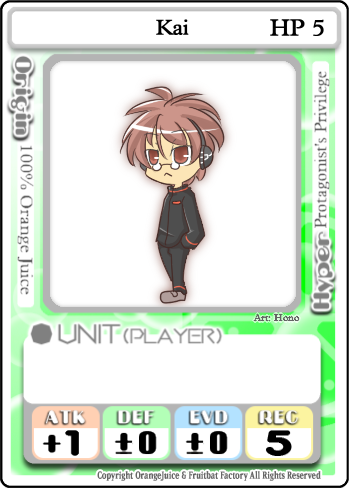 Kai HP 5
Origin 100% Orange Juice
Hyper Protagonist's Privilege
Art: Hono
UNIT (PLAYER)
ATK DEF EVD REC
+1 ±0 ±0 5
Copyright OrangeJuice & Fruitbat Factory All Rights Reserved